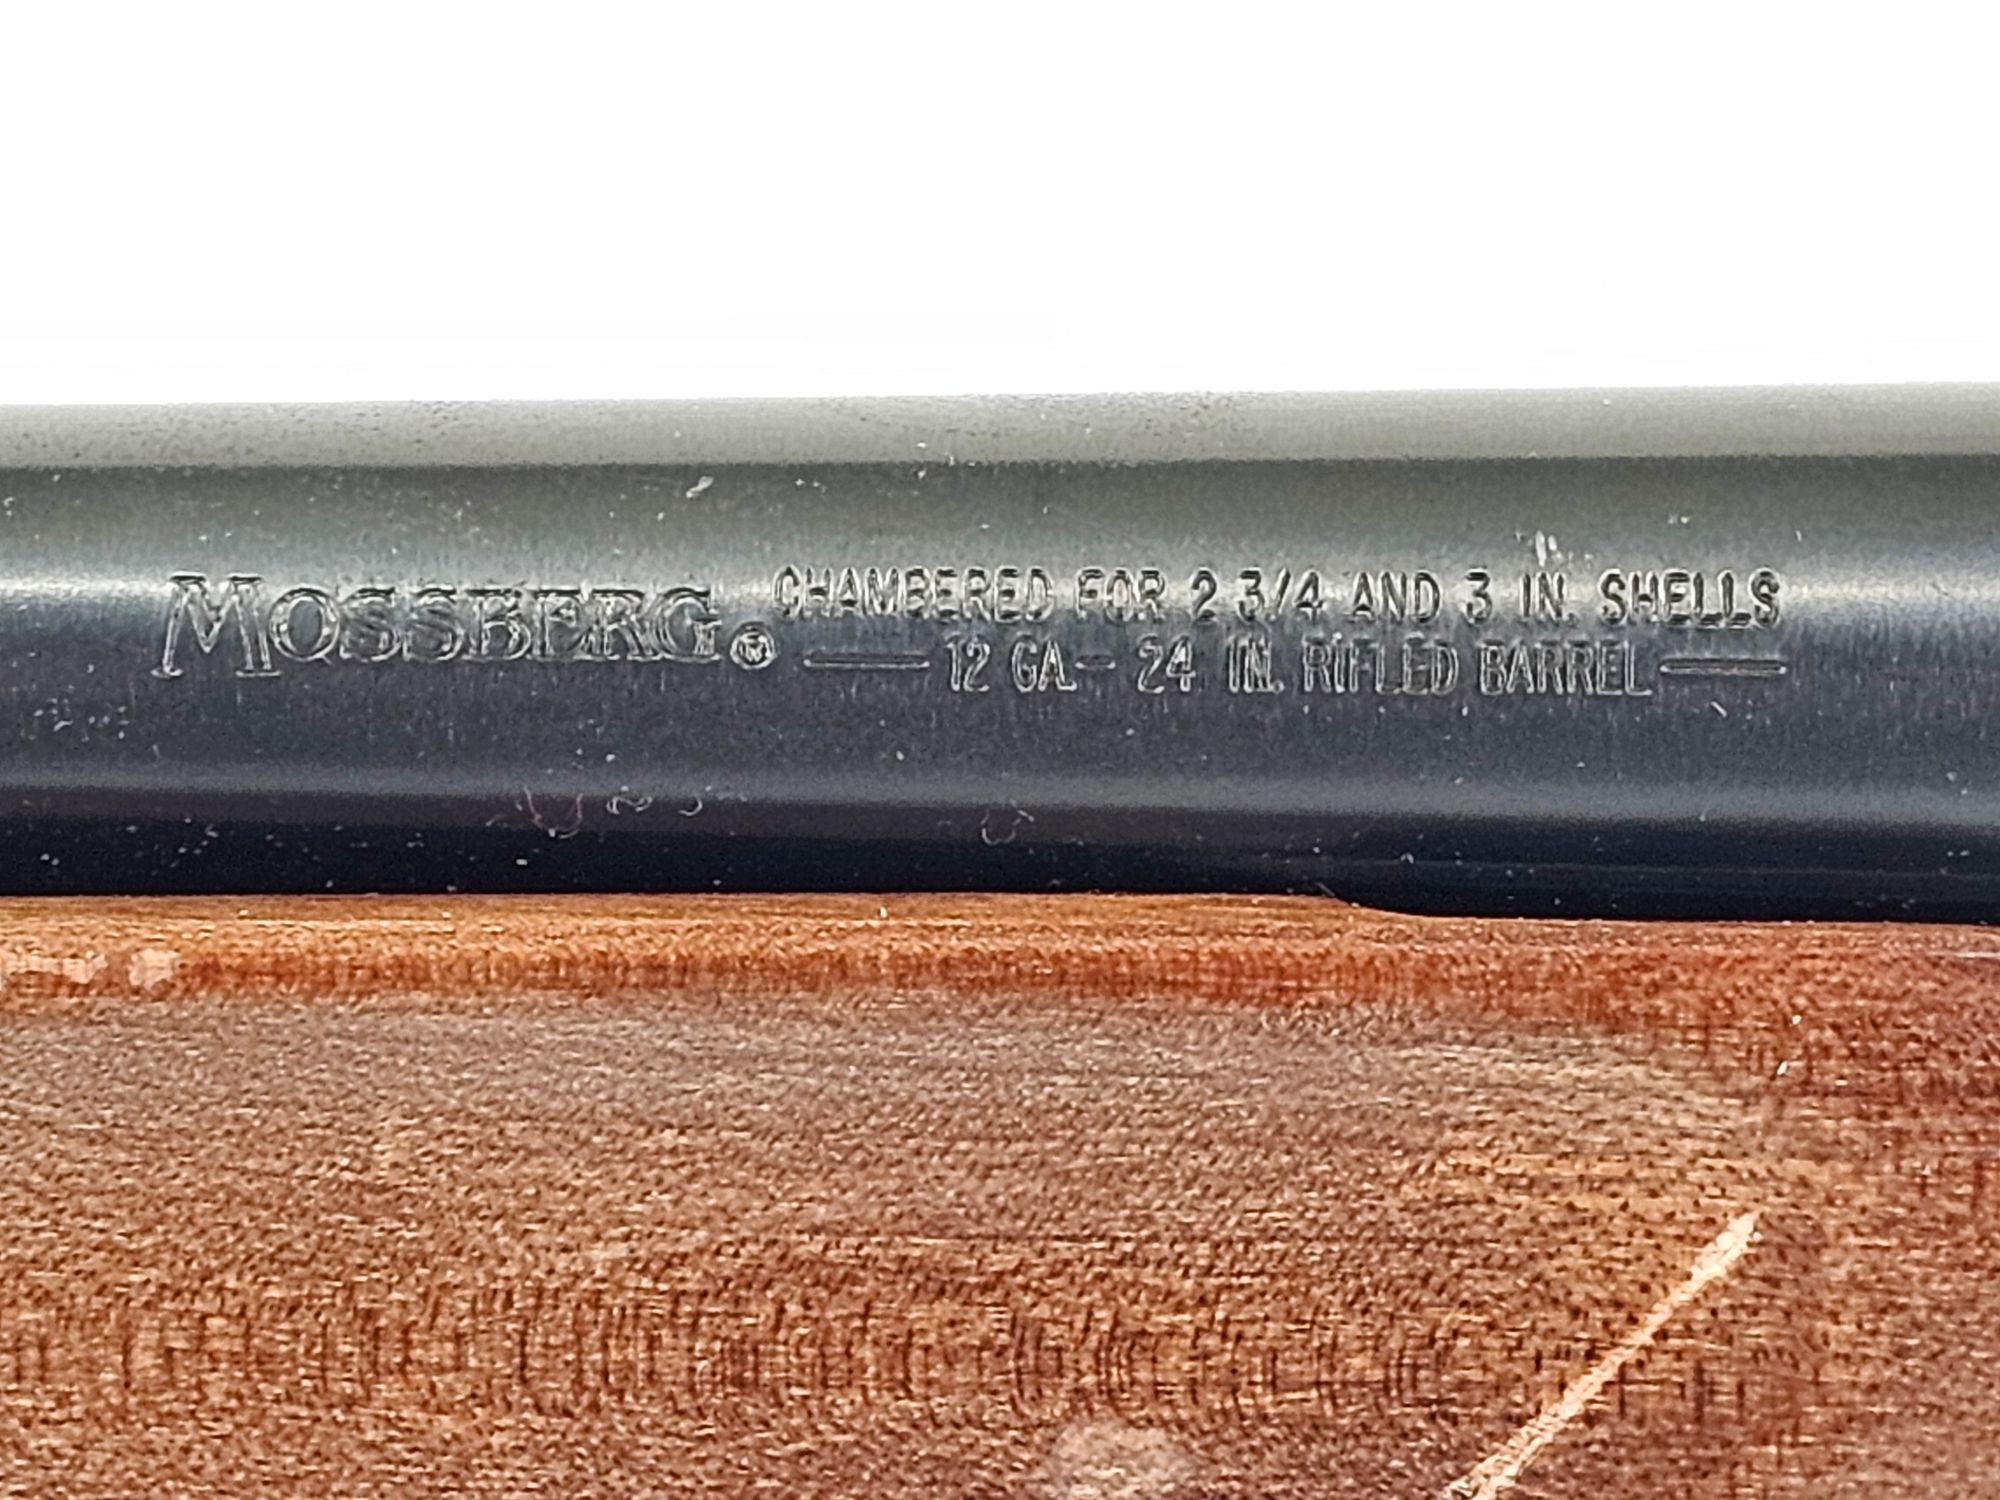 MOSSBERG® CHAMBERED FOR 2 3/4 AND 3 IN. SHELLS
12 GA.- 24 IN. RIFLED BARREL